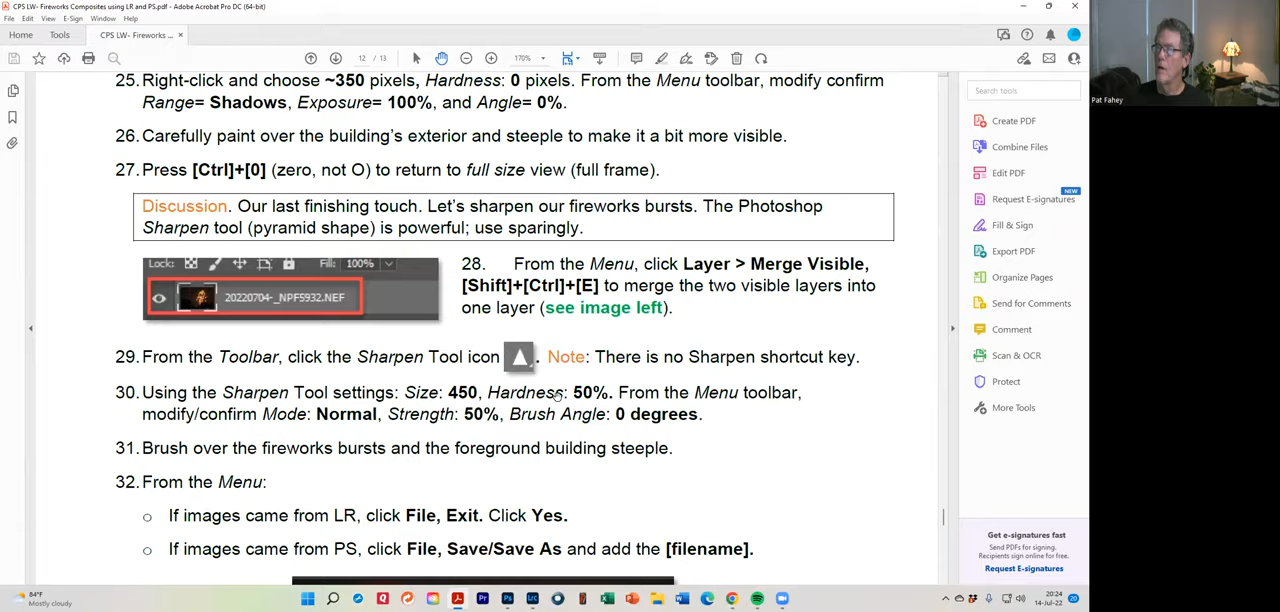 CPS LW- Fireworks Composites using LR and PS.pdf - Adobe Acrobat Pro DC (64-bit)
File Edit View E-Sign Window Help
Home Tools CPS LW- Fireworks ... ×
12 / 13 170%
25. Right-click and choose ~350 pixels, Hardness: 0 pixels. From the Menu toolbar, modify confirm
Range= Shadows, Exposure= 100%, and Angle= 0%.
26. Carefully paint over the building's exterior and steeple to make it a bit more visible.
27. Press [Ctrl]+[0] (zero, not O) to return to full size view (full frame).
Discussion. Our last finishing touch. Let's sharpen our fireworks bursts. The Photoshop
Sharpen tool (pyramid shape) is powerful; use sparingly.
Lock: Fill: 100%
20220704-_NPF5932.NEF
28. From the Menu, click Layer > Merge Visible,
[Shift]+[Ctrl]+[E] to merge the two visible layers into
one layer (see image left).
29. From the Toolbar, click the Sharpen Tool icon . Note: There is no Sharpen shortcut key.
30. Using the Sharpen Tool settings: Size: 450, Hardness: 50%. From the Menu toolbar,
modify/confirm Mode: Normal, Strength: 50%, Brush Angle: 0 degrees.
31. Brush over the fireworks bursts and the foreground building steeple.
32. From the Menu:
o If images came from LR, click File, Exit. Click Yes.
o If images came from PS, click File, Save/Save As and add the [filename].
Search tools
Create PDF
Combine Files
Edit PDF
NEW
Request E-signatures
Fill & Sign
Export PDF
Organize Pages
Send for Comments
Comment
Scan & OCR
Protect
More Tools
Get e-signatures fast
Send PDFs for signing.
Recipients sign online for free.
Request E-signatures
Pat Fahey
84°F
Mostly cloudy
20:24
14-Jul-22
20